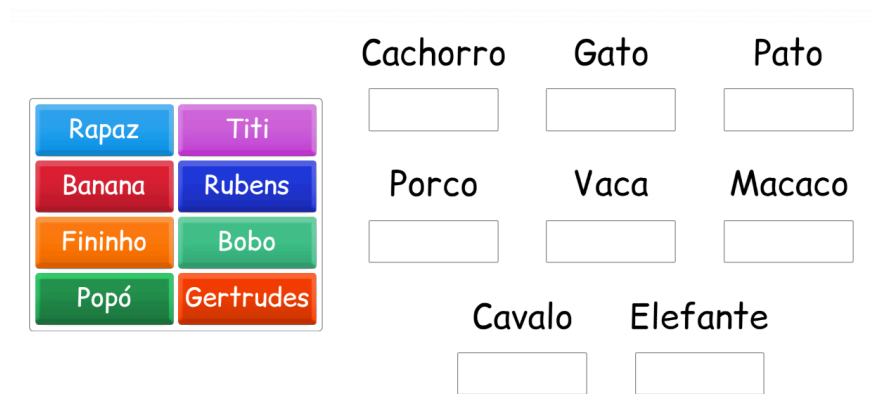 Cachorro Gato Pato
Rapaz Titi
Banana Rubens
Porco Vaca Macaco
Fininho Bobo
Popó Gertrudes
Cavalo Elefante